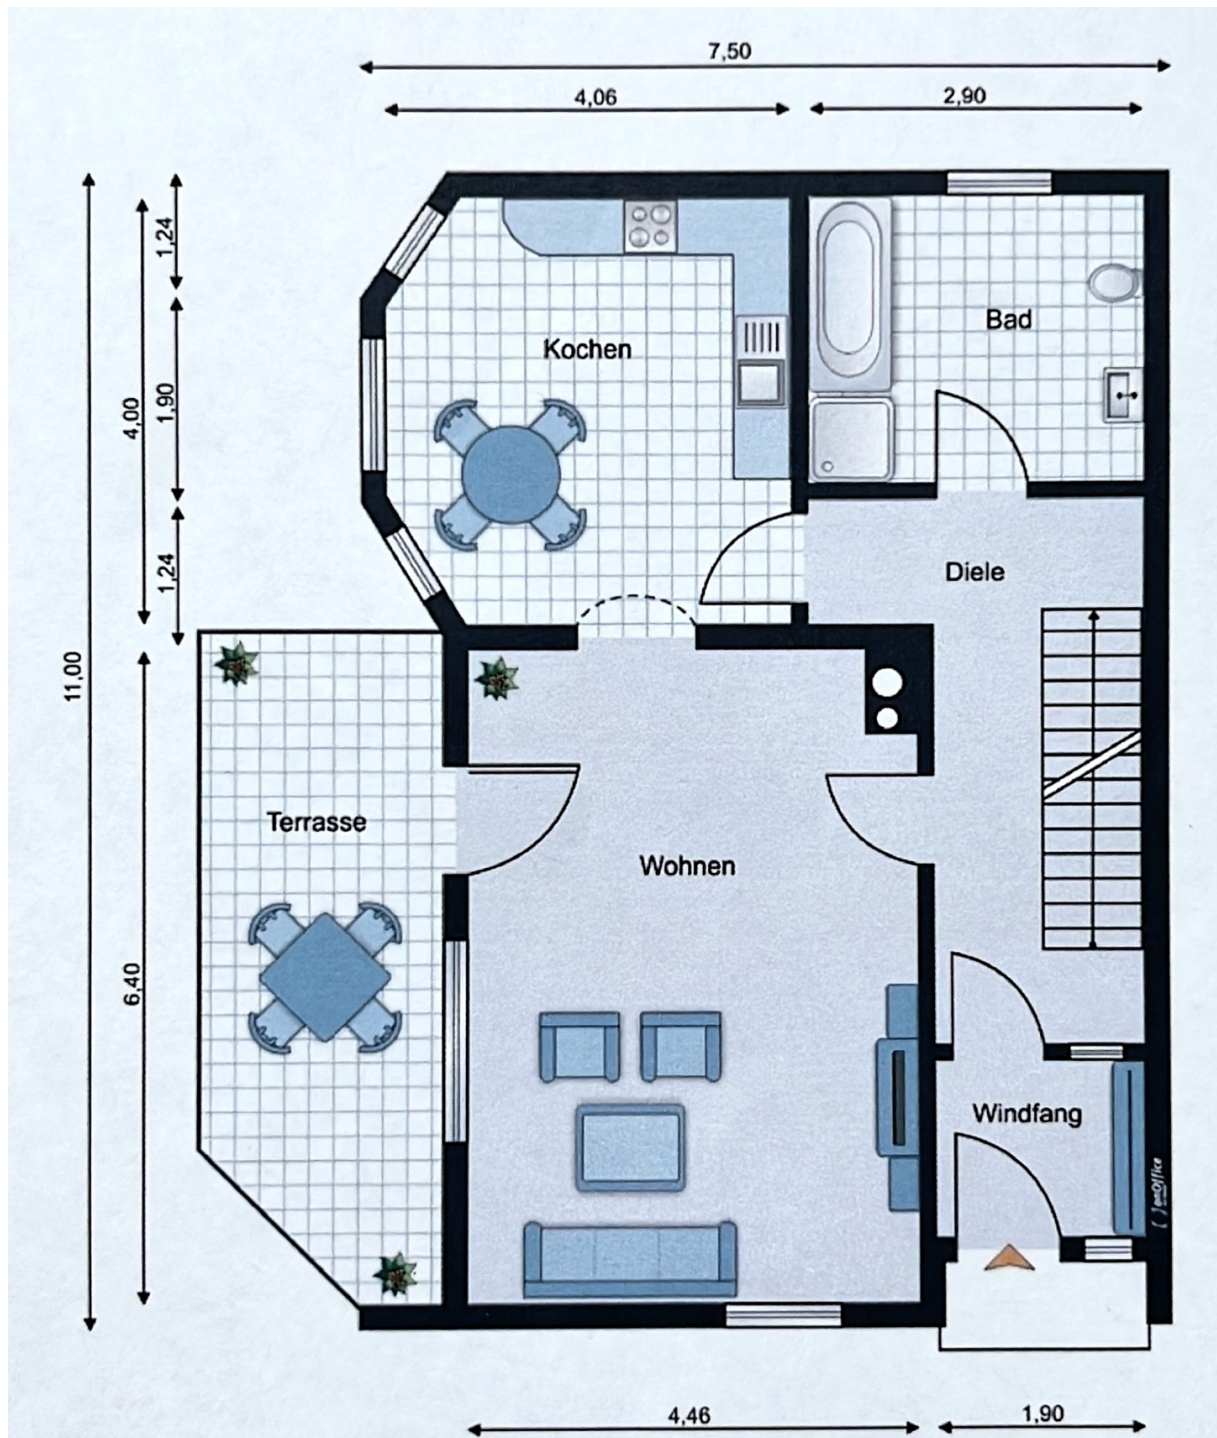 7,50
4,06
2,90
1,24
4,00
1,90
1,24
11,00
6,40
Kochen
Bad
Diele
Terrasse
Wohnen
Windfang
onOffice
4,46
1,90